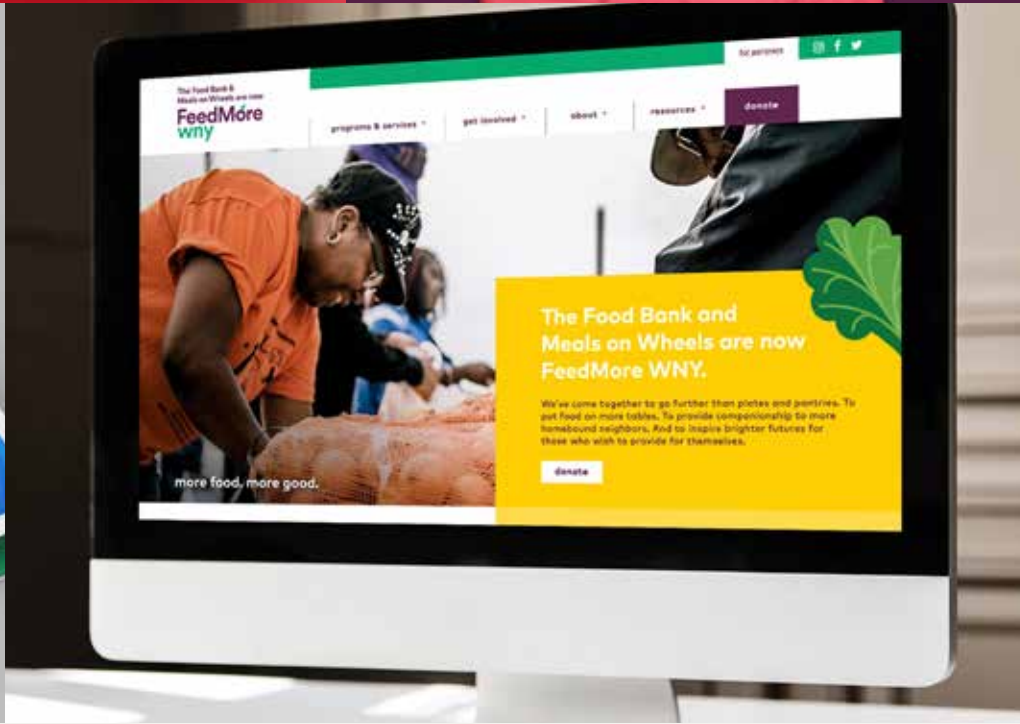 for partners
The Food Bank &
Meals on Wheels are now
FeedMore
wny
programs & services
get involved
about
resources
donate
more food, more good.
The Food Bank and
Meals on Wheels are now
FeedMore WNY.
We've come together to go further than plates and pantries. To
put food on more tables. To provide companionship to more
homebound neighbors. And to inspire brighter futures for
those who wish to provide for themselves.
donate